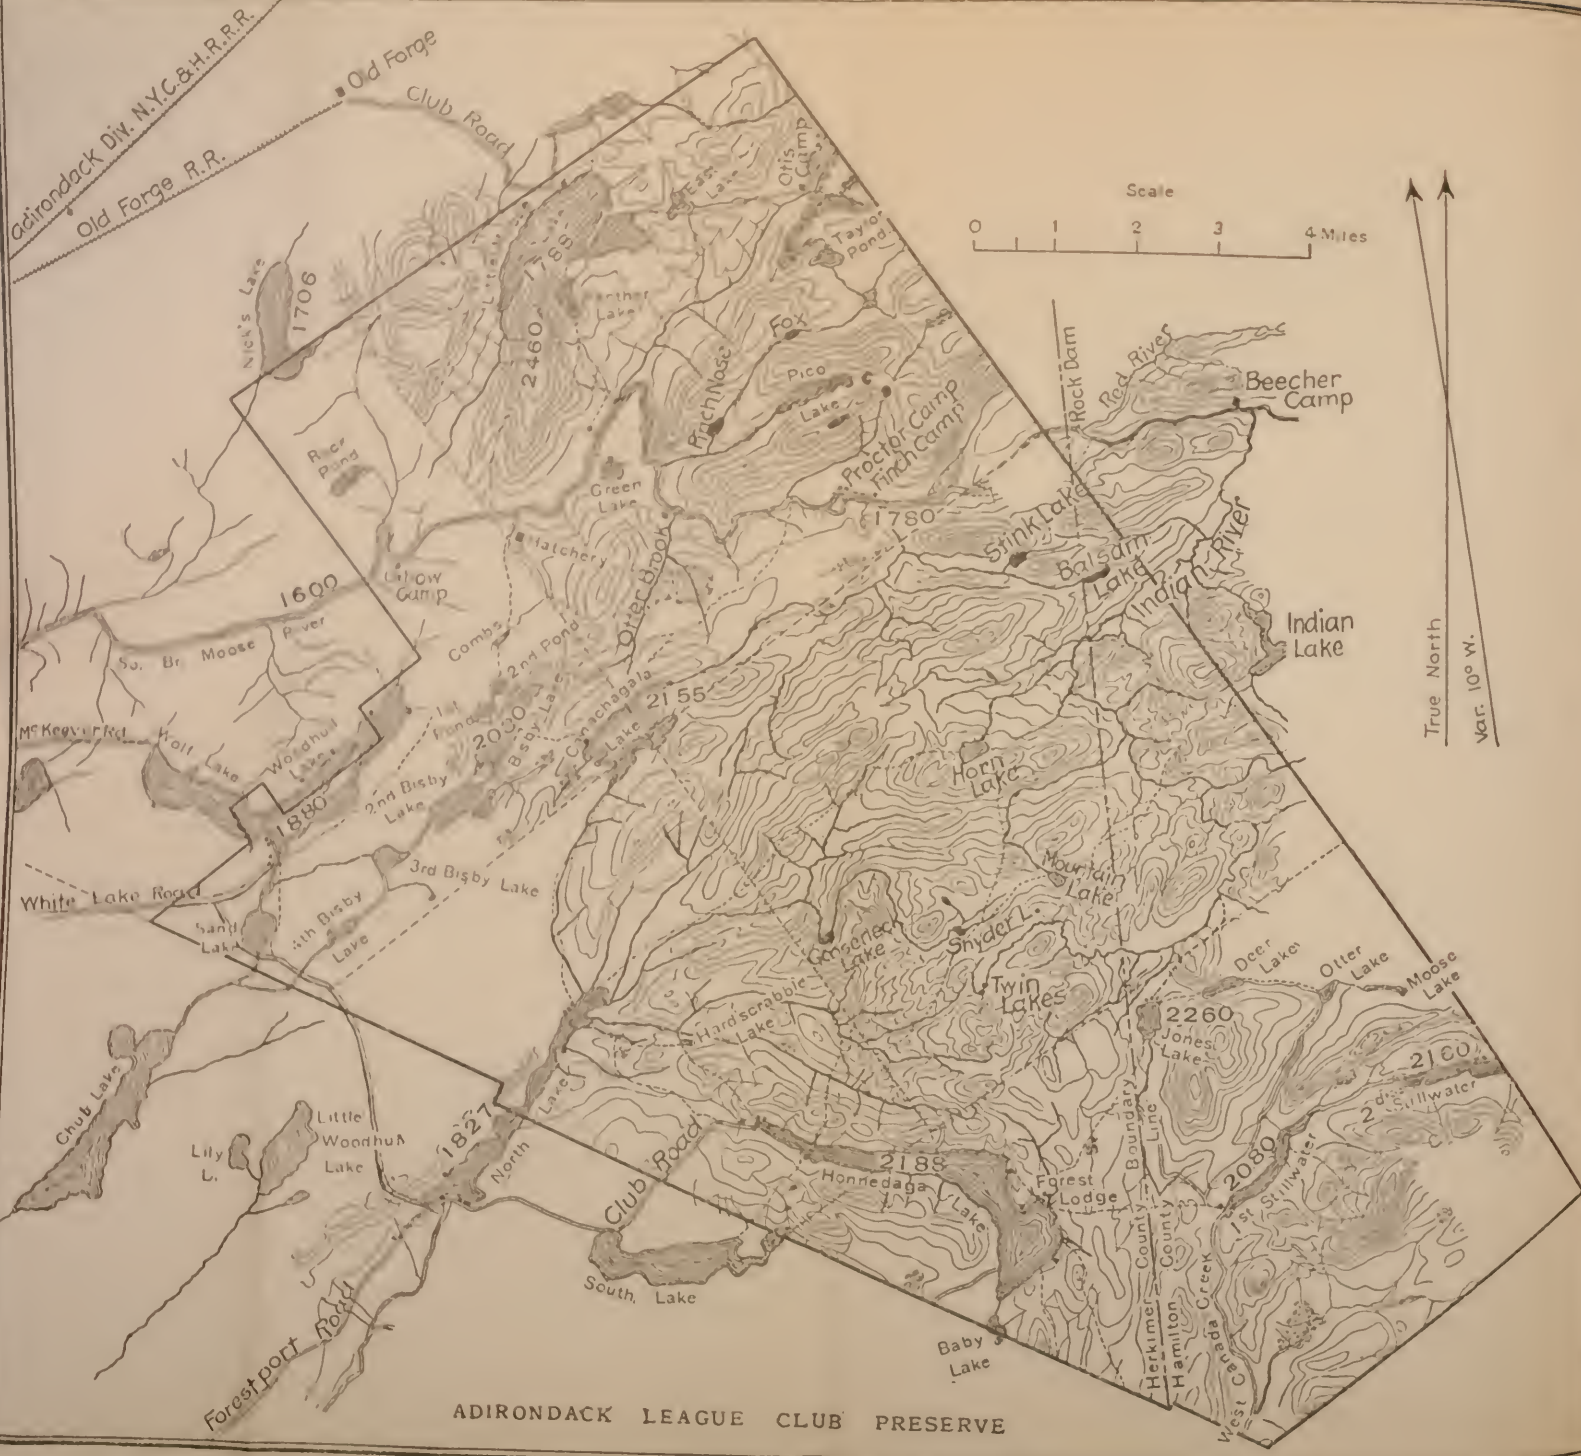 Adirondack Div. N.Y.C.&H.R.R.R.
Old Forge R.R.
Old Forge
Club Road
Nick's Lake
1706
1788
2460
East
Lake
Otis
Camp
Taylor
Pond
Lake
Fox
Pinch Nose
Pico
Lake
Proctor Camp
Finch Camp
1780
Green
Lake
Hatchery
Otter Brook
Pond
Camp
1600
So. Br. Moose River
Scale
0 1 2 3 4 Miles
Rock Dam
Red River
Beecher
Camp
Stink Lake
Balsam
Lake
Indian River
Indian
Lake
True North
Var. 10° W.
Combs
2nd Pond
1st
Pond
2030
Bisby Lake
Canachagala
Lake
2155
McKeever Rd.
Wolf Lake
Woodhull
Lake
1880
2nd Bisby
Lake
3rd Bisby Lake
4th Bisby
Lake
White Lake Road
Sand
Lake
Horn
Lake
Mountain
Lake
Snyder L.
Gooseneck
Lake
Twin
Lakes
Hardscrabble
Lake
Deer
Lake
Otter
Lake
Moose
Lake
2260
Jones
Lake
2160
2d Stillwater
2080
1st Stillwater
Chub Lake
Little
Woodhull
Lake
Lily
L.
1827
North
Lake
Club Road
2188
Honnedaga
Lake
Forest
Lodge
South Lake
Baby
Lake
Boundary
Line
Herkimer County
Hamilton County
West Canada Creek
Forestport Road
ADIRONDACK LEAGUE CLUB PRESERVE